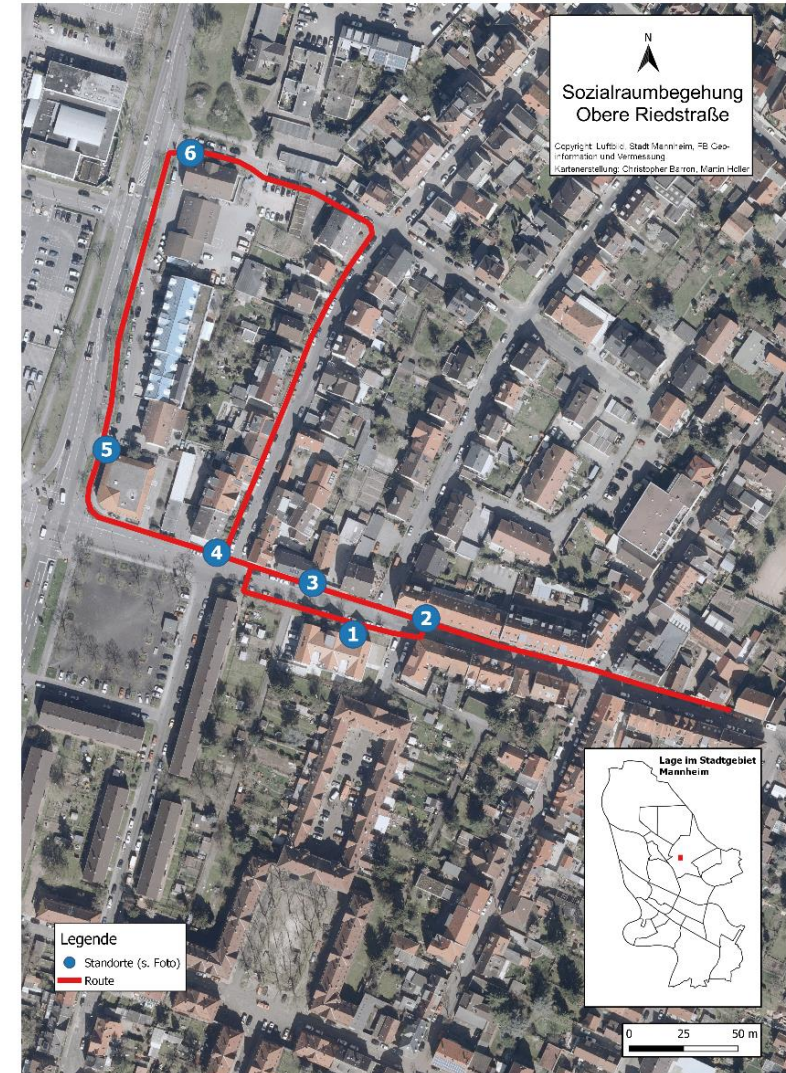 N
Sozialraumbegehung
Obere Riedstraße
Copyright: Luftbild, Stadt Mannheim, FB Geo-
information und Vermessung
Kartenerstellung: Christopher Barron, Martin Holler
6
5
4
3
2
1
Lage im Stadtgebiet
Mannheim
Legende
Standorte (s. Foto)
Route
0 25 50 m